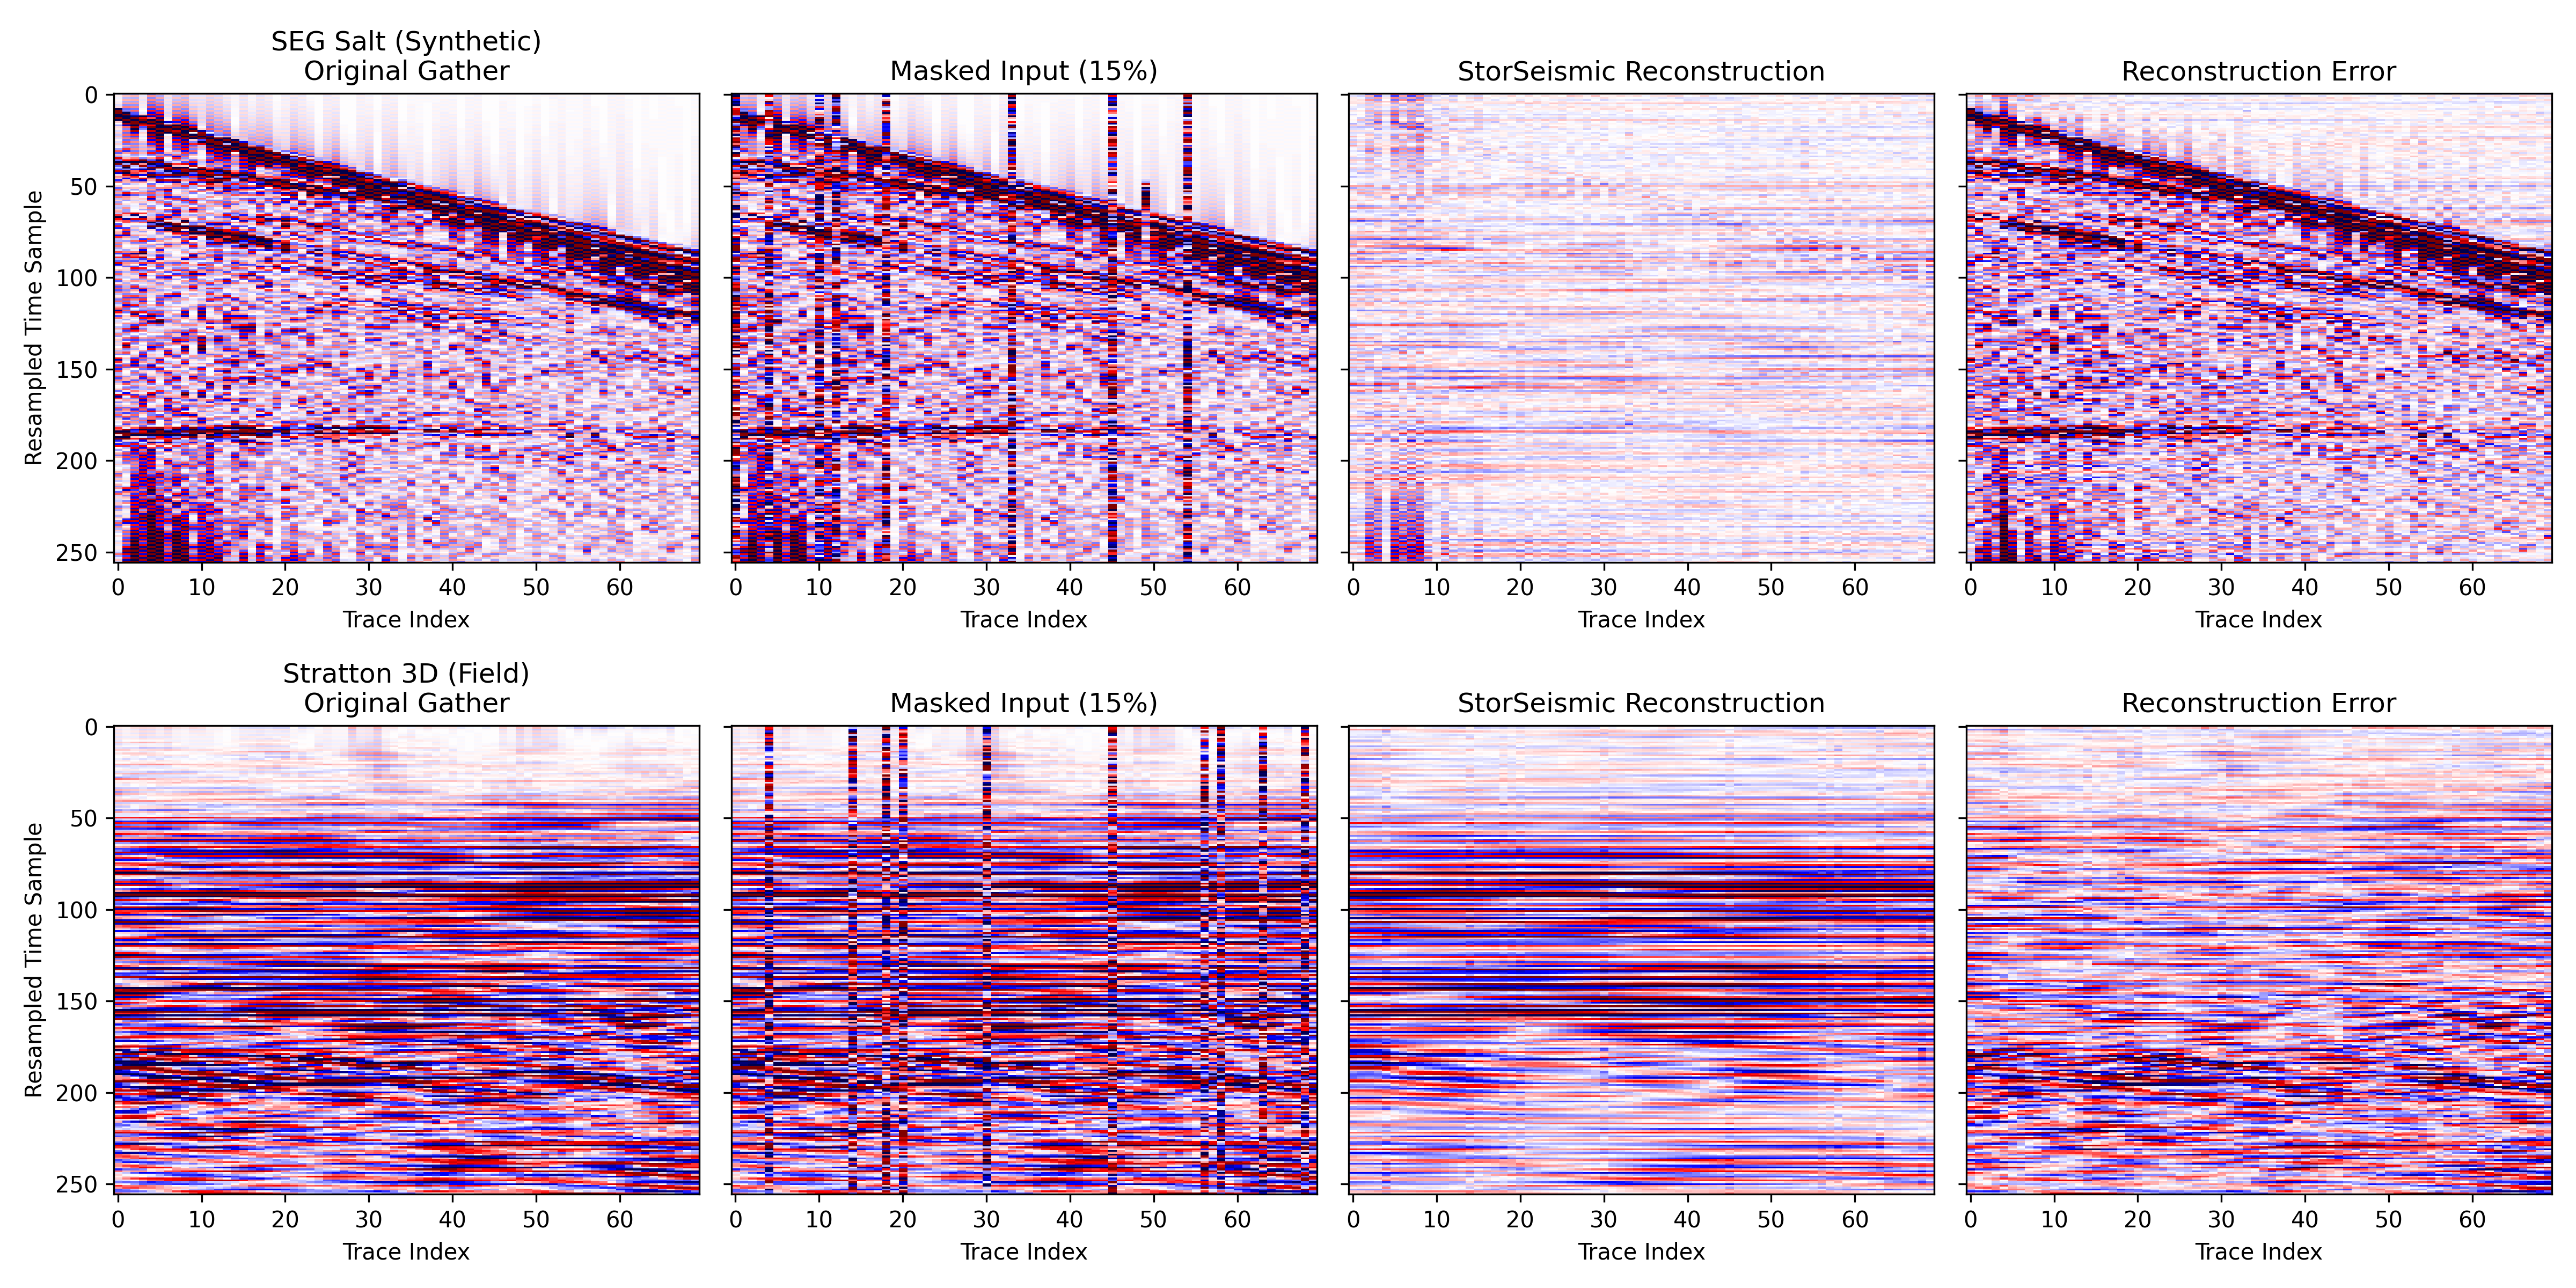 SEG Salt (Synthetic)
Original Gather
Masked Input (15%)
StorSeismic Reconstruction
Reconstruction Error
Resampled Time Sample
0
50
100
150
200
250
0 10 20 30 40 50 60
Trace Index
0 10 20 30 40 50 60
Trace Index
0 10 20 30 40 50 60
Trace Index
0 10 20 30 40 50 60
Trace Index
Stratton 3D (Field)
Original Gather
Masked Input (15%)
StorSeismic Reconstruction
Reconstruction Error
Resampled Time Sample
0
50
100
150
200
250
0 10 20 30 40 50 60
Trace Index
0 10 20 30 40 50 60
Trace Index
0 10 20 30 40 50 60
Trace Index
0 10 20 30 40 50 60
Trace Index